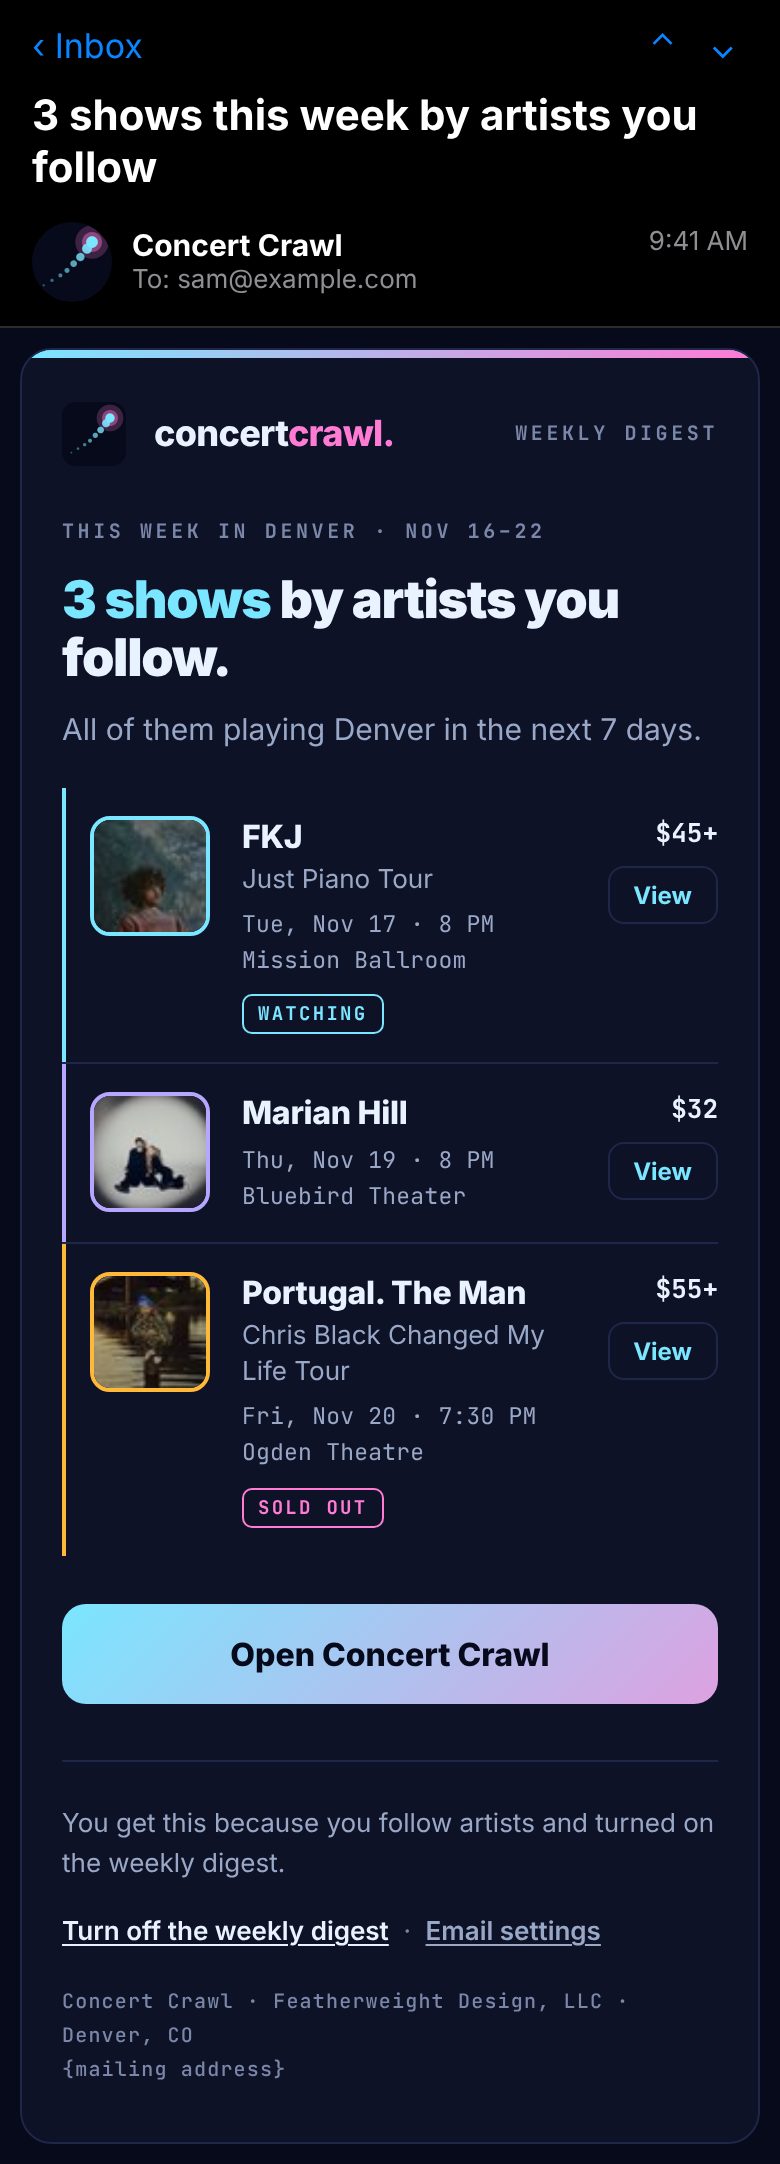 ‹ Inbox
3 shows this week by artists you
follow
Concert Crawl
9:41 AM
To: sam@example.com
concertcrawl.
WEEKLY DIGEST
THIS WEEK IN DENVER · NOV 16–22
3 shows by artists you
follow.
All of them playing Denver in the next 7 days.
FKJ
$45+
Just Piano Tour
View
Tue, Nov 17 · 8 PM
Mission Ballroom
WATCHING
Marian Hill
$32
Thu, Nov 19 · 8 PM
View
Bluebird Theater
Portugal. The Man
$55+
Chris Black Changed My
Life Tour
View
Fri, Nov 20 · 7:30 PM
Ogden Theatre
SOLD OUT
Open Concert Crawl
You get this because you follow artists and turned on
the weekly digest.
Turn off the weekly digest · Email settings
Concert Crawl · Featherweight Design, LLC ·
Denver, CO
{mailing address}